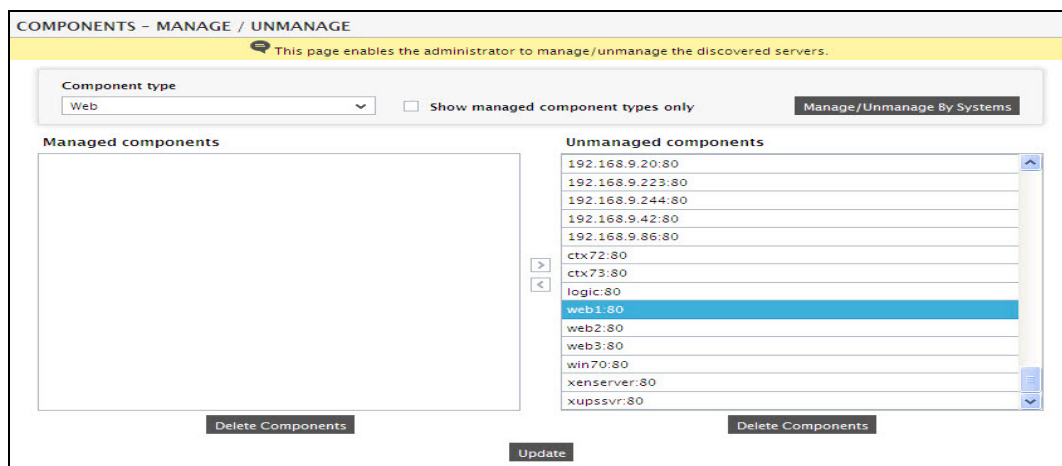 COMPONENTS - MANAGE / UNMANAGE
This page enables the administrator to manage/unmanage the discovered servers.
Component type
Web
Show managed component types only
Manage/Unmanage By Systems
Managed components
Unmanaged components
192.168.9.20:80
192.168.9.223:80
192.168.9.244:80
192.168.9.42:80
192.168.9.86:80
ctx72:80
ctx73:80
logic:80
web1:80
web2:80
web3:80
win70:80
xenserver:80
xupssvr:80
>
<
Delete Components
Delete Components
Update